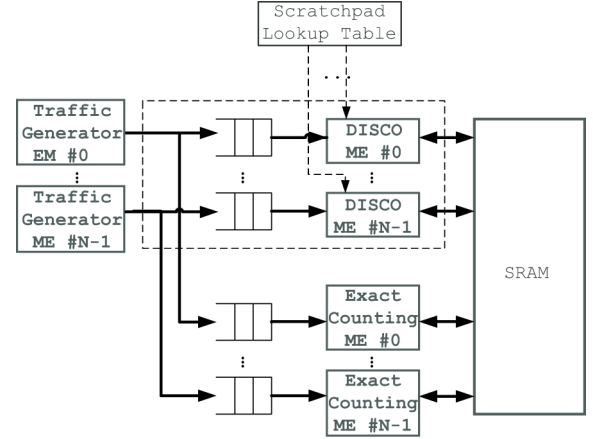 Scratchpad
Lookup Table
...
Traffic
Generator
EM #0
...
Traffic
Generator
ME #N-1
DISCO
ME #0
...
...
DISCO
ME #N-1
SRAM
Exact
Counting
ME #0
...
...
Exact
Counting
ME #N-1